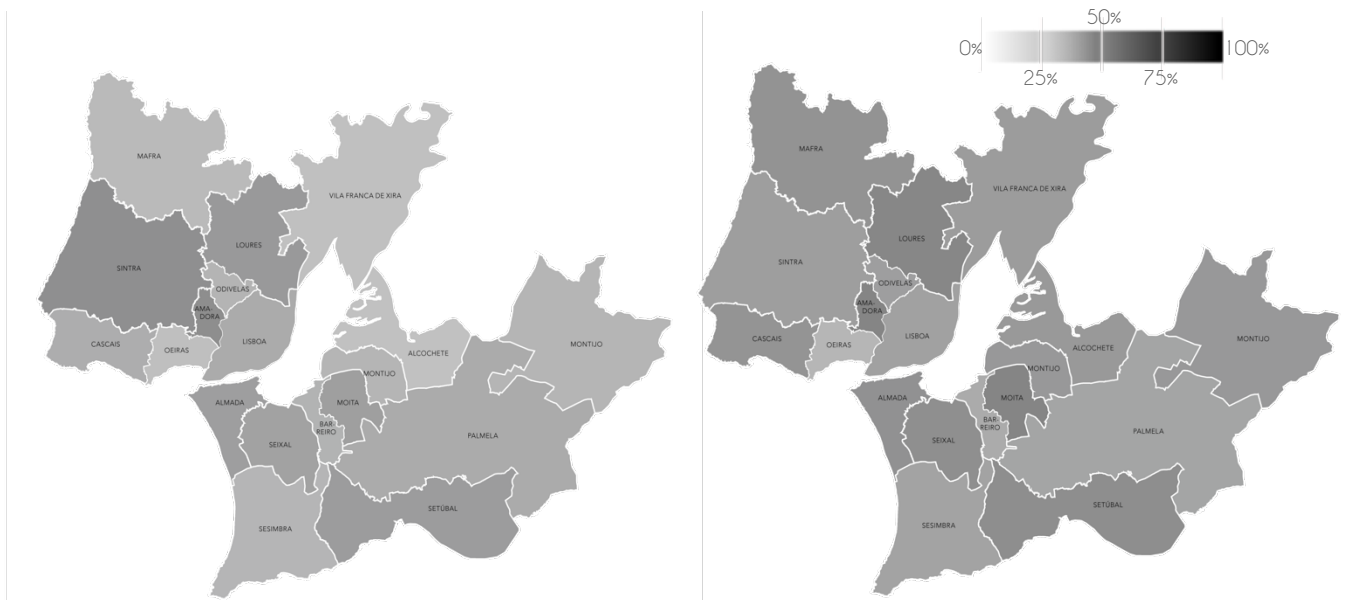 50%
0%
100%
25%
75%
MAFRA
VILA FRANCA DE XIRA
LOURES
SINTRA
ODIVELAS
AMA-
DORA
LISBOA
CASCAIS
OEIRAS
ALCOCHETE
MONTIJO
MONTIJO
ALMADA
MOITA
BAR-
REIRO
SEIXAL
PALMELA
SETÚBAL
SESIMBRA
MAFRA
VILA FRANCA DE XIRA
LOURES
SINTRA
ODIVELAS
AMA-
DORA
LISBOA
CASCAIS
OEIRAS
ALCOCHETE
MONTIJO
MONTIJO
ALMADA
MOITA
BAR-
REIRO
SEIXAL
PALMELA
SETÚBAL
SESIMBRA